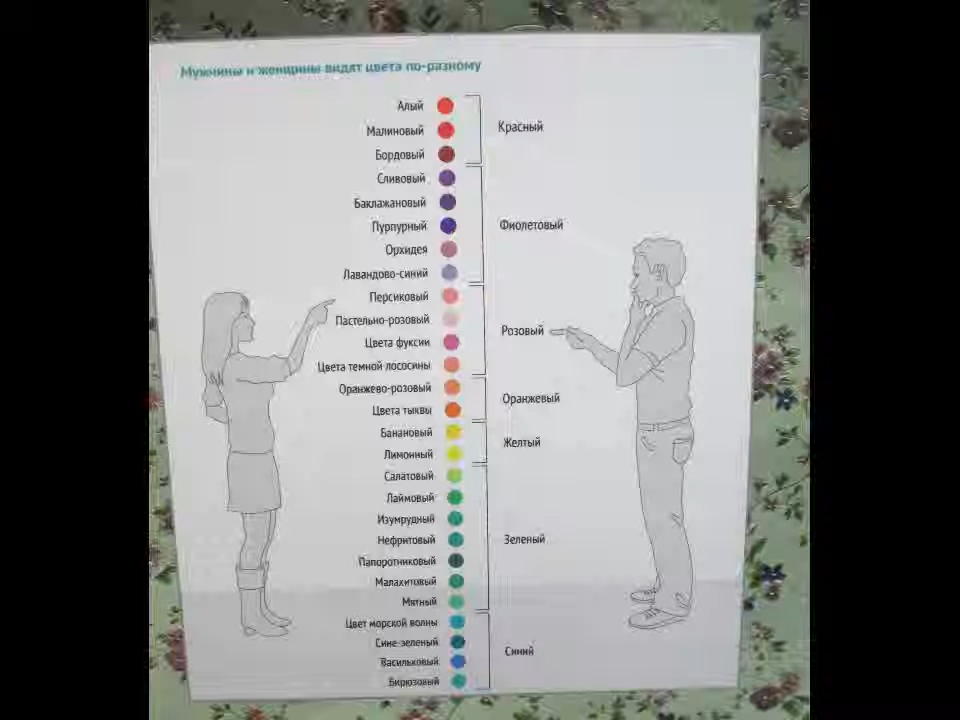 Мужчины и женщины видят цвета по-разному
Алый
Малиновый
Бордовый
Красный
Сливовый
Баклажановый
Пурпурный
Орхидея
Лавандово-синий
Фиолетовый
Персиковый
Пастельно-розовый
Цвета фуксии
Цвета темной лососины
Розовый
Оранжево-розовый
Цвета тыквы
Оранжевый
Банановый
Лимонный
Желтый
Салатовый
Лаймовый
Изумрудный
Нефритовый
Папоротниковый
Малахитовый
Мятный
Зеленый
Цвет морской волны
Сине-зеленый
Васильковый
Бирюзовый
Синий